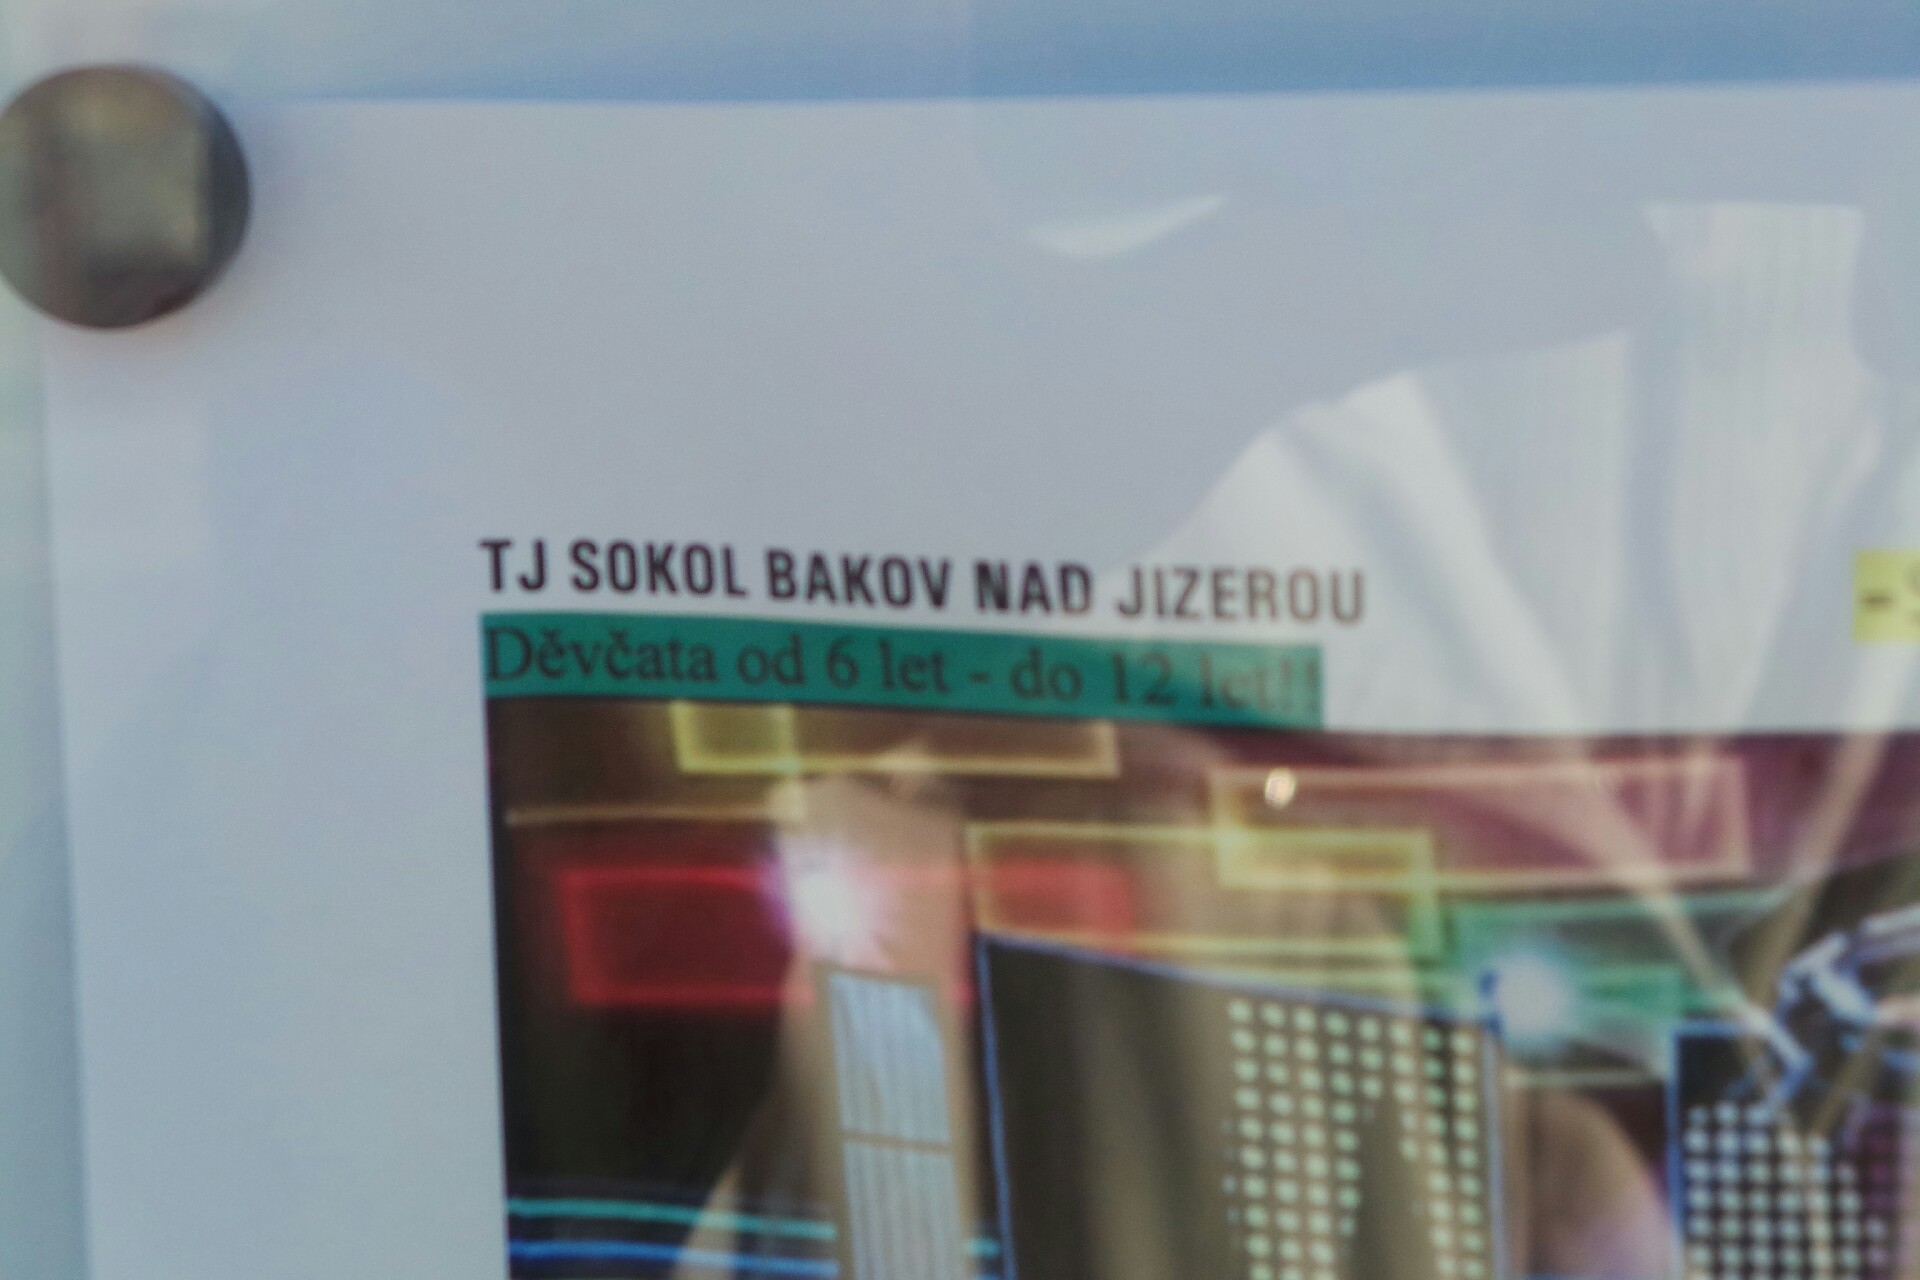 TJ SOKOL BAKOV NAD JIZEROU
Děvčata od 6 let - do 12 let!!